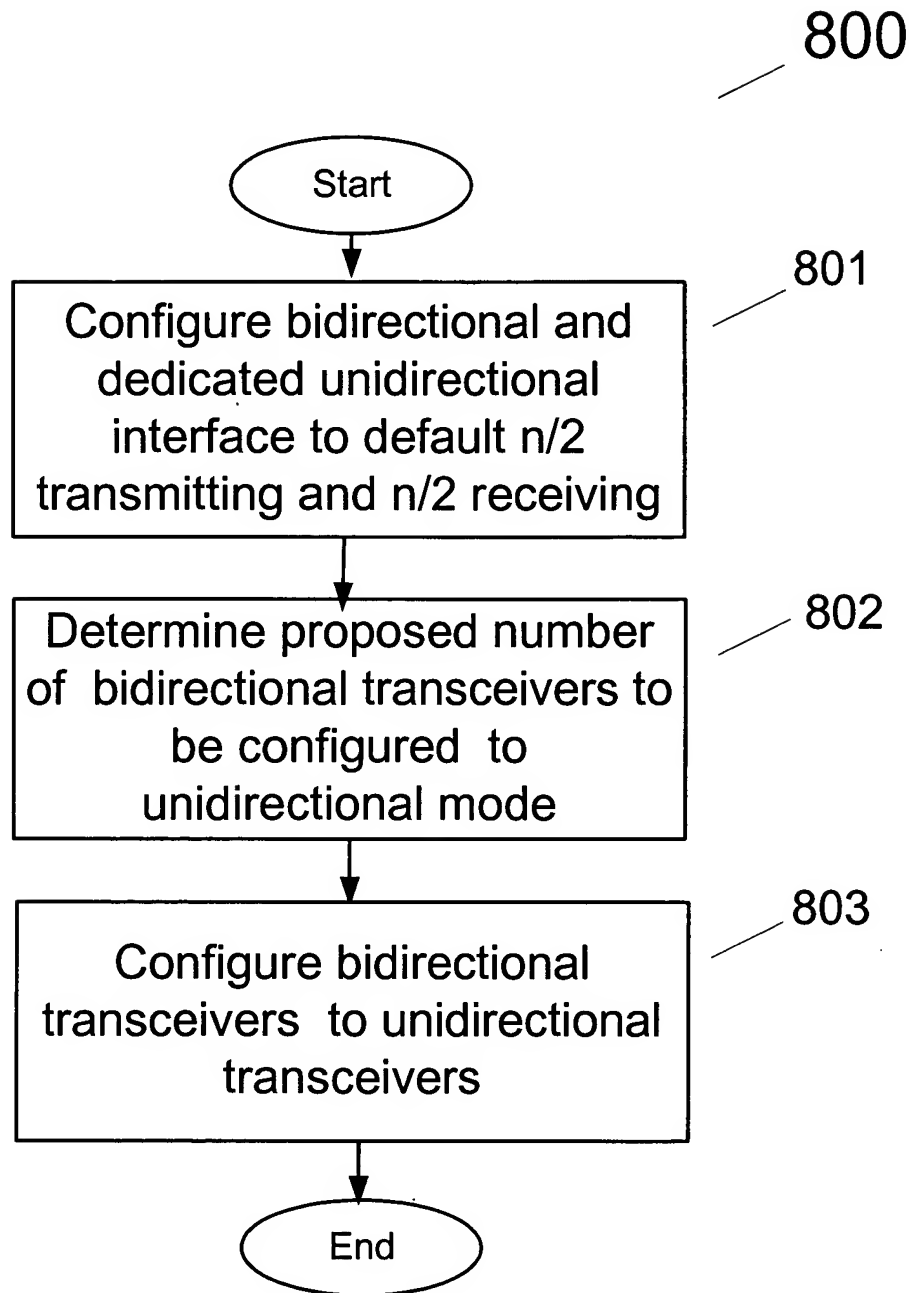 800
Start
801
Configure bidirectional and
dedicated unidirectional
interface to default n/2
transmitting and n/2 receiving
802
Determine proposed number
of bidirectional transceivers to
be configured to
unidirectional mode
803
Configure bidirectional
transceivers to unidirectional
transceivers
End